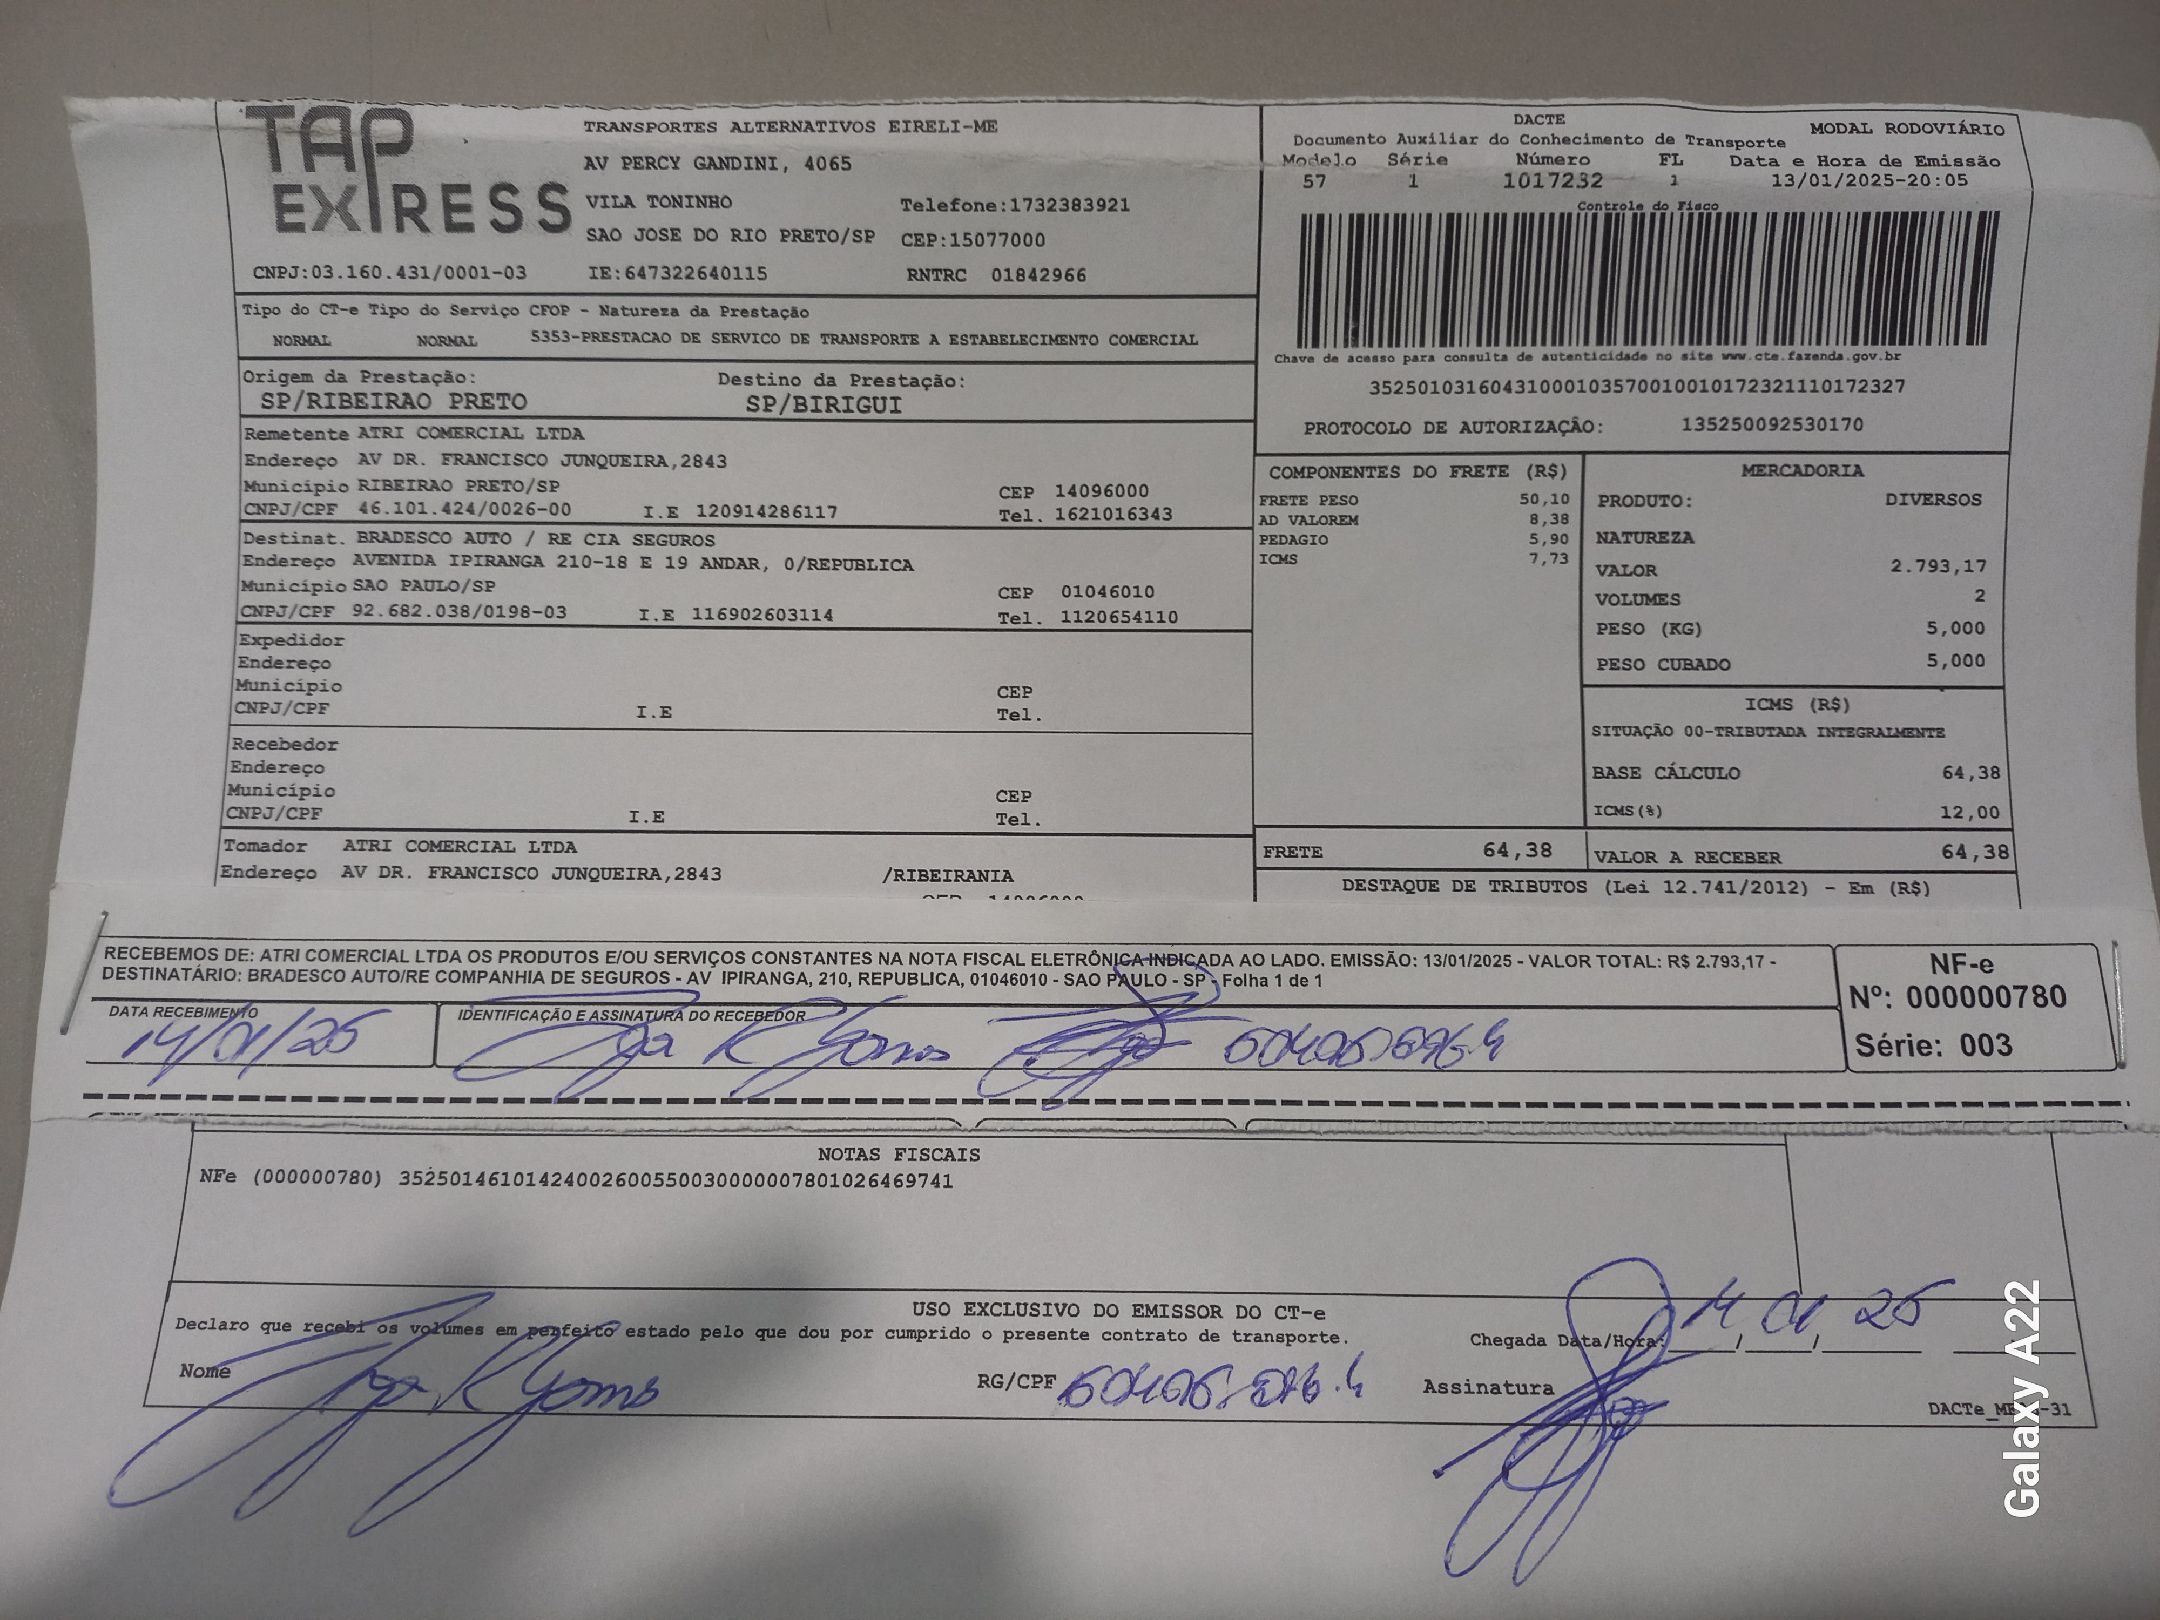 TAP EXPRESS
TRANSPORTES ALTERNATIVOS EIRELI-ME
AV PERCY GANDINI, 4065
VILA TONINHO Telefone:1732383921
SAO JOSE DO RIO PRETO/SP CEP:15077000
CNPJ:03.160.431/0001-03 IE:647322640115 RNTRC 01842966
DACTE
Documento Auxiliar do Conhecimento de Transporte MODAL RODOVIÁRIO
Modelo Série Número FL Data e Hora de Emissão
57 1 1017232 1 13/01/2025-20:05
Controle do Fisco
Chave de acesso para consulta de autenticidade no site www.cte.fazenda.gov.br
35250103160431000103570010010172321110172327
PROTOCOLO DE AUTORIZAÇÃO: 135250092530170
Tipo do CT-e Tipo do Serviço CFOP - Natureza da Prestação
NORMAL NORMAL 5353-PRESTACAO DE SERVICO DE TRANSPORTE A ESTABELECIMENTO COMERCIAL
Origem da Prestação: Destino da Prestação:
SP/RIBEIRAO PRETO SP/BIRIGUI
Remetente ATRI COMERCIAL LTDA
Endereço AV DR. FRANCISCO JUNQUEIRA,2843
Município RIBEIRAO PRETO/SP CEP 14096000
CNPJ/CPF 46.101.424/0026-00 I.E 120914286117 Tel. 1621016343
Destinat. BRADESCO AUTO / RE CIA SEGUROS
Endereço AVENIDA IPIRANGA 210-18 E 19 ANDAR, 0/REPUBLICA
Município SAO PAULO/SP CEP 01046010
CNPJ/CPF 92.682.038/0198-03 I.E 116902603114 Tel. 1120654110
Expedidor
Endereço
Município CEP
CNPJ/CPF I.E Tel.
Recebedor
Endereço
Município CEP
CNPJ/CPF I.E Tel.
Tomador ATRI COMERCIAL LTDA
Endereço AV DR. FRANCISCO JUNQUEIRA,2843 /RIBEIRANIA
COMPONENTES DO FRETE (R$)
FRETE PESO 50,10
AD VALOREM 8,38
PEDAGIO 5,90
ICMS 7,73
MERCADORIA
PRODUTO: DIVERSOS
NATUREZA
VALOR 2.793,17
VOLUMES 2
PESO (KG) 5,000
PESO CUBADO 5,000
ICMS (R$)
SITUAÇÃO 00-TRIBUTADA INTEGRALMENTE
BASE CÁLCULO 64,38
ICMS(%) 12,00
FRETE 64,38 VALOR A RECEBER 64,38
DESTAQUE DE TRIBUTOS (Lei 12.741/2012) - Em (R$)
RECEBEMOS DE: ATRI COMERCIAL LTDA OS PRODUTOS E/OU SERVIÇOS CONSTANTES NA NOTA FISCAL ELETRÔNICA INDICADA AO LADO. EMISSÃO: 13/01/2025 - VALOR TOTAL: R$ 2.793,17 -
DESTINATÁRIO: BRADESCO AUTO/RE COMPANHIA DE SEGUROS - AV IPIRANGA, 210, REPUBLICA, 01046010 - SAO PAULO - SP - Folha 1 de 1
DATA RECEBIMENTO IDENTIFICAÇÃO E ASSINATURA DO RECEBEDOR
14/01/25
NF-e
Nº: 000000780
Série: 003
NOTAS FISCAIS
NFe (000000780) 35250146101424002600550030000007801026469741
USO EXCLUSIVO DO EMISSOR DO CT-e
Declaro que recebi os volumes em perfeito estado pelo que dou por cumprido o presente contrato de transporte.
Chegada Data/Hora: 14/01/25
Nome RG/CPF Assinatura
Galaxy A22